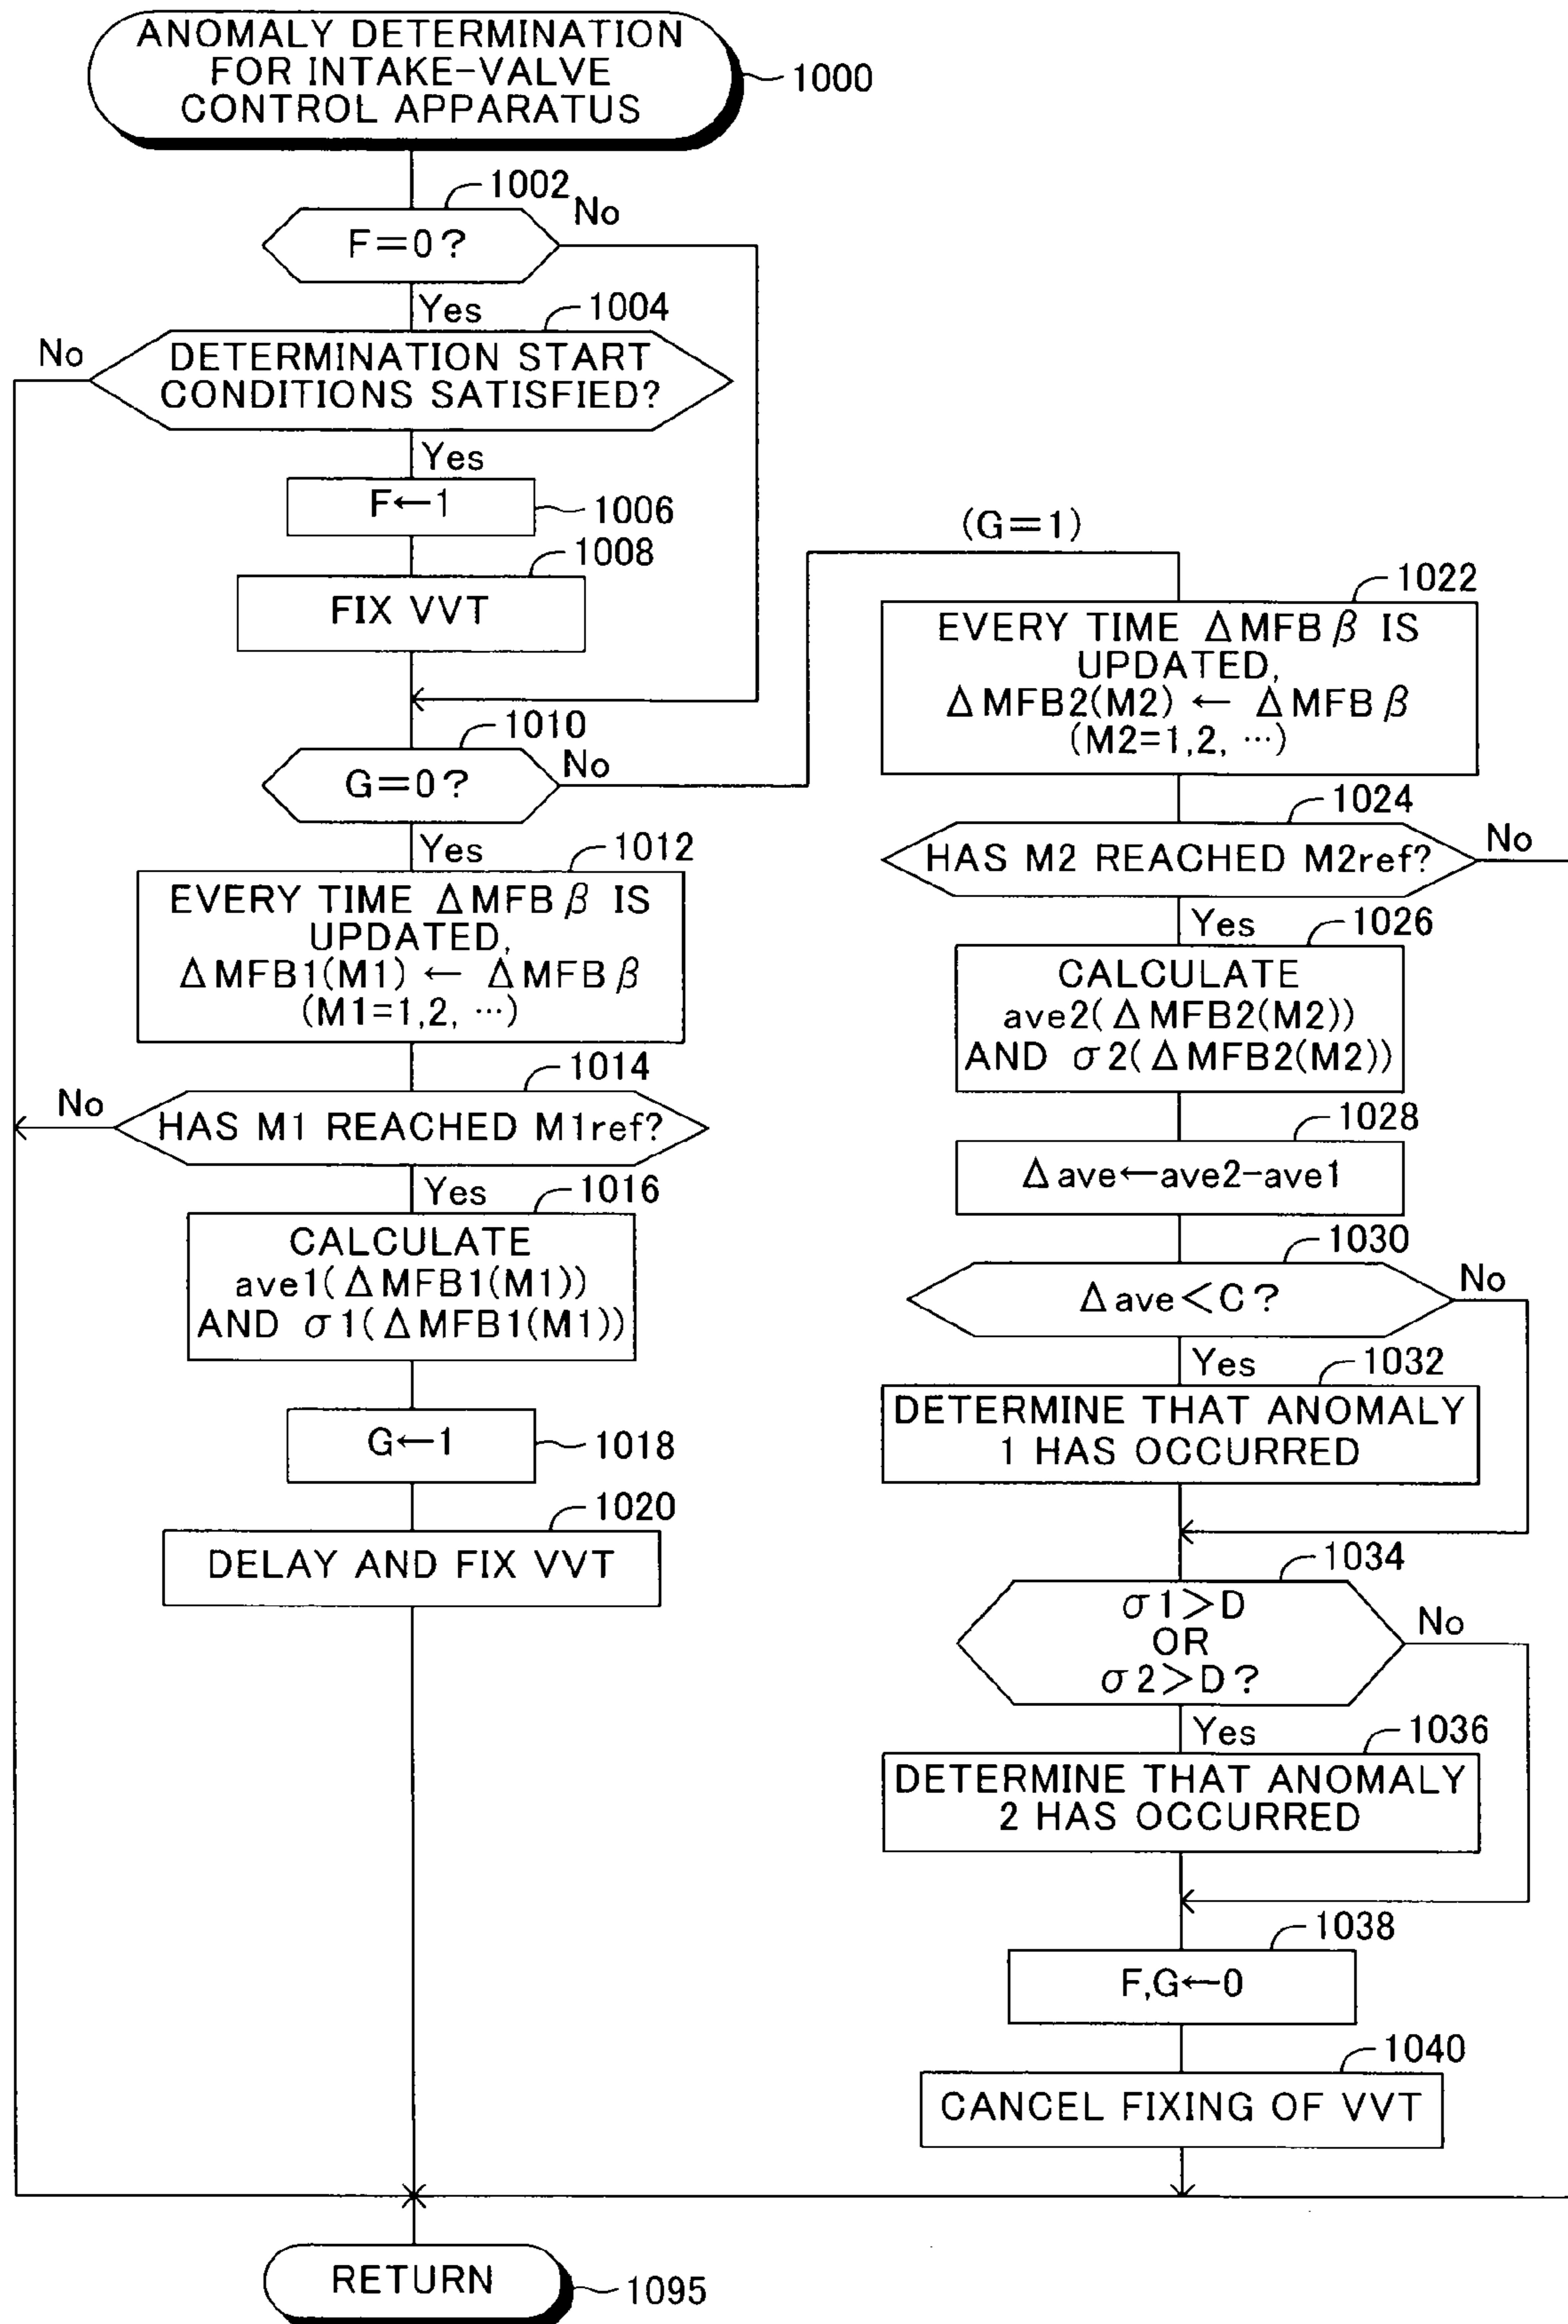 ANOMALY DETERMINATION
FOR INTAKE-VALVE
CONTROL APPARATUS
1000
1002
F=0?
No
Yes
1004
No
DETERMINATION START
CONDITIONS SATISFIED?
Yes
F←1
1006
1008
FIX VVT
1010
G=0?
No
Yes
1012
EVERY TIME ΔMFBβ IS
UPDATED,
ΔMFB1(M1) ← ΔMFBβ
(M1=1,2, ⋯)
1014
No
HAS M1 REACHED M1ref?
Yes
1016
CALCULATE
ave1(ΔMFB1(M1))
AND σ1(ΔMFB1(M1))
G←1
1018
1020
DELAY AND FIX VVT
(G=1)
1022
EVERY TIME ΔMFBβ IS
UPDATED,
ΔMFB2(M2) ← ΔMFBβ
(M2=1,2, ⋯)
1024
HAS M2 REACHED M2ref?
No
Yes
1026
CALCULATE
ave2(ΔMFB2(M2))
AND σ2(ΔMFB2(M2))
1028
Δave←ave2-ave1
1030
Δave<C?
No
Yes
1032
DETERMINE THAT ANOMALY
1 HAS OCCURRED
1034
σ1>D
OR
σ2>D?
No
Yes
1036
DETERMINE THAT ANOMALY
2 HAS OCCURRED
1038
F,G←0
1040
CANCEL FIXING OF VVT
RETURN
1095